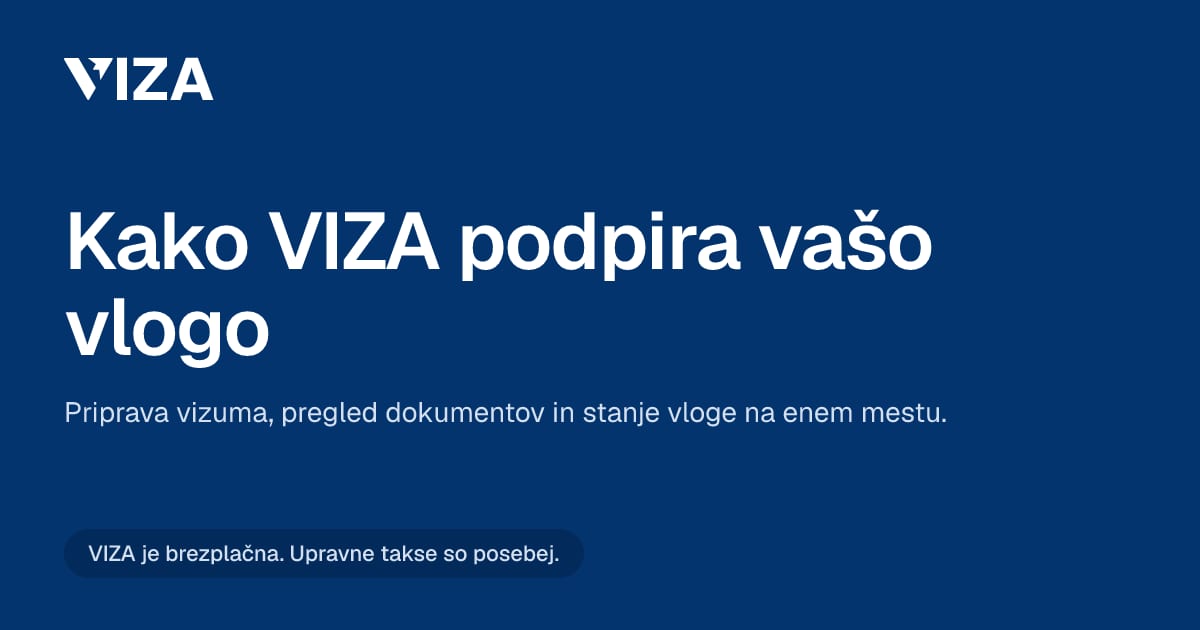 VIZA
Kako VIZA podpira vašo
vlogo
Priprava vizuma, pregled dokumentov in stanje vloge na enem mestu.
VIZA je brezplačna. Upravne takse so posebej.